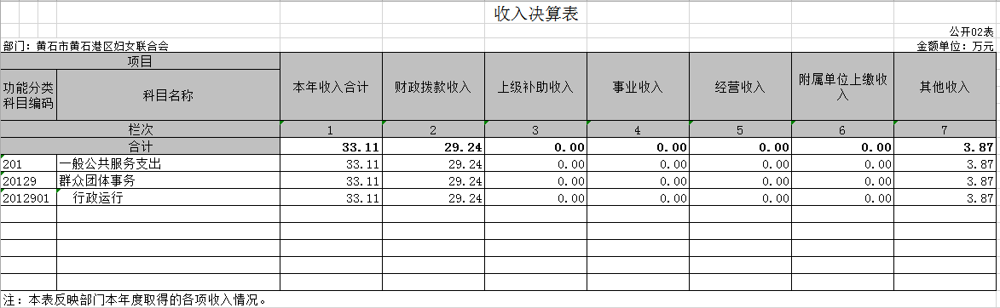 收入决算表
公开02表
部门：黄石市黄石港区妇女联合会 金额单位：万元
项目 本年收入合计 财政拨款收入 上级补助收入 事业收入 经营收入 附属单位上缴收入 其他收入
功能分类科目编码 科目名称
栏次 1 2 3 4 5 6 7
合计 33.11 29.24 0.00 0.00 0.00 0.00 3.87
201 一般公共服务支出 33.11 29.24 0.00 0.00 0.00 0.00 3.87
20129 群众团体事务 33.11 29.24 0.00 0.00 0.00 0.00 3.87
2012901 行政运行 33.11 29.24 0.00 0.00 0.00 0.00 3.87
注：本表反映部门本年度取得的各项收入情况。